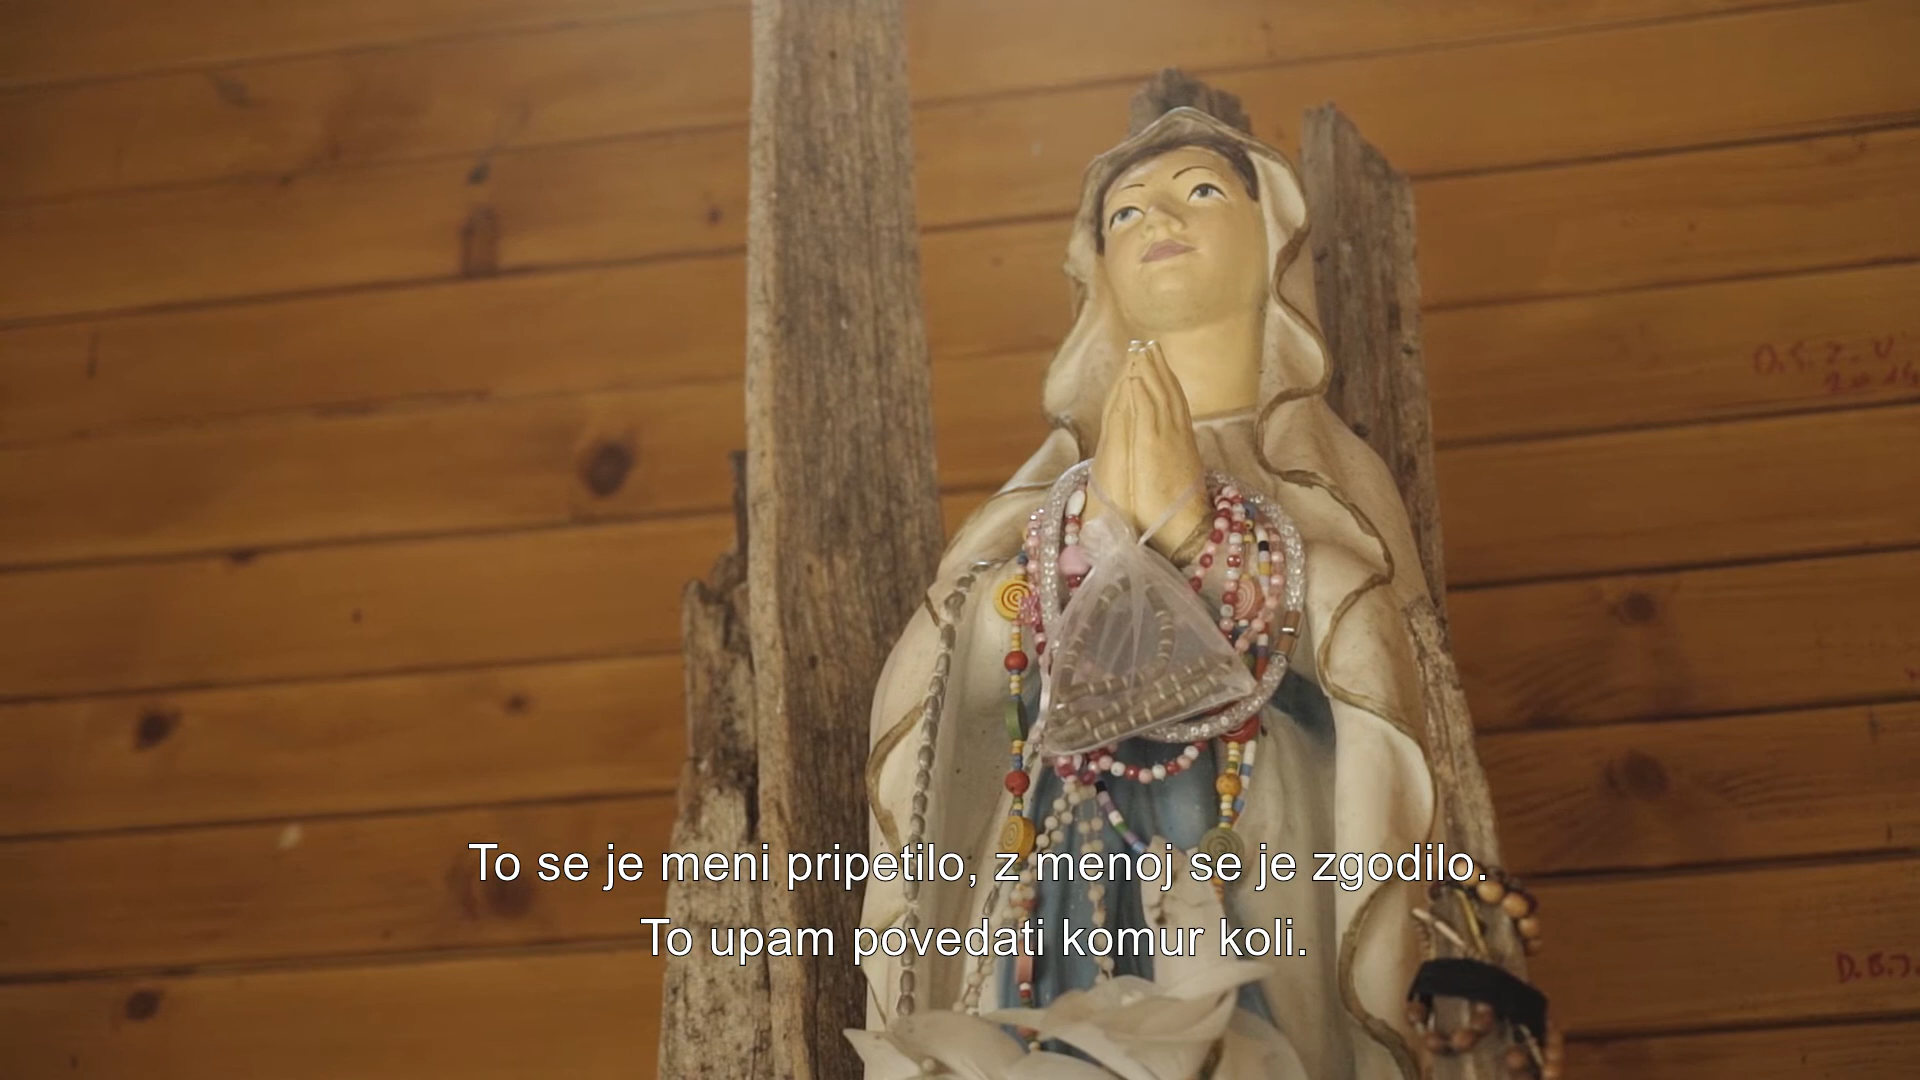 To se je meni pripetilo, z menoj se je zgodilo.
To upam povedati komur koli.